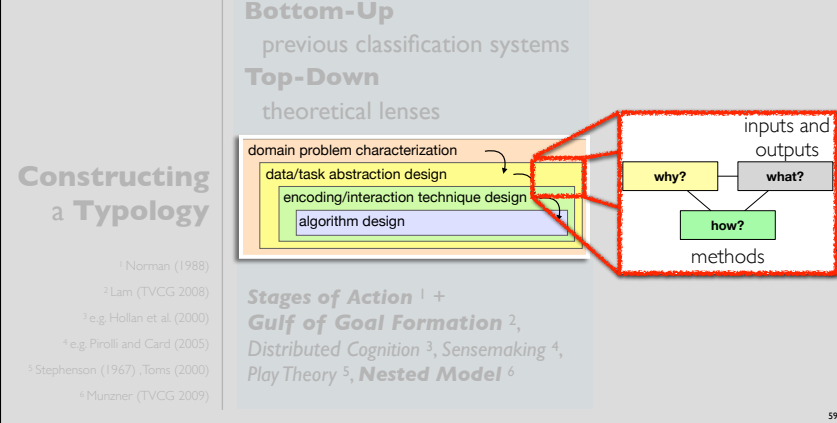 Bottom-Up
previous classification systems
Top-Down
theoretical lenses
domain problem characterization
data/task abstraction design
encoding/interaction technique design
algorithm design
inputs and
outputs
why?
what?
how?
methods
Constructing
a Typology
1 Norman (1988)
2 Lam (TVCG 2008)
3 e.g. Hollan et al. (2000)
4 e.g. Pirolli and Card (2005)
5 Stephenson (1967) , Toms (2000)
6 Munzner (TVCG 2009)
Stages of Action 1 +
Gulf of Goal Formation 2,
Distributed Cognition 3, Sensemaking 4,
Play Theory 5, Nested Model 6
59